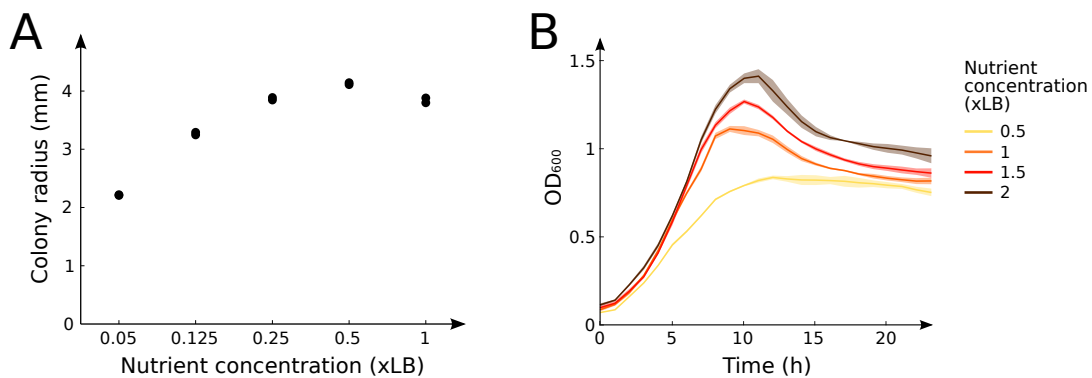 A
Colony radius (mm)
4
3
2
1
0
0.05 0.125 0.25 0.5 1
Nutrient concentration (xLB)
B
OD₆₀₀
1.5
1
0.5
0
0 5 10 15 20
Time (h)
Nutrient
concentration
(xLB)
0.5
1
1.5
2